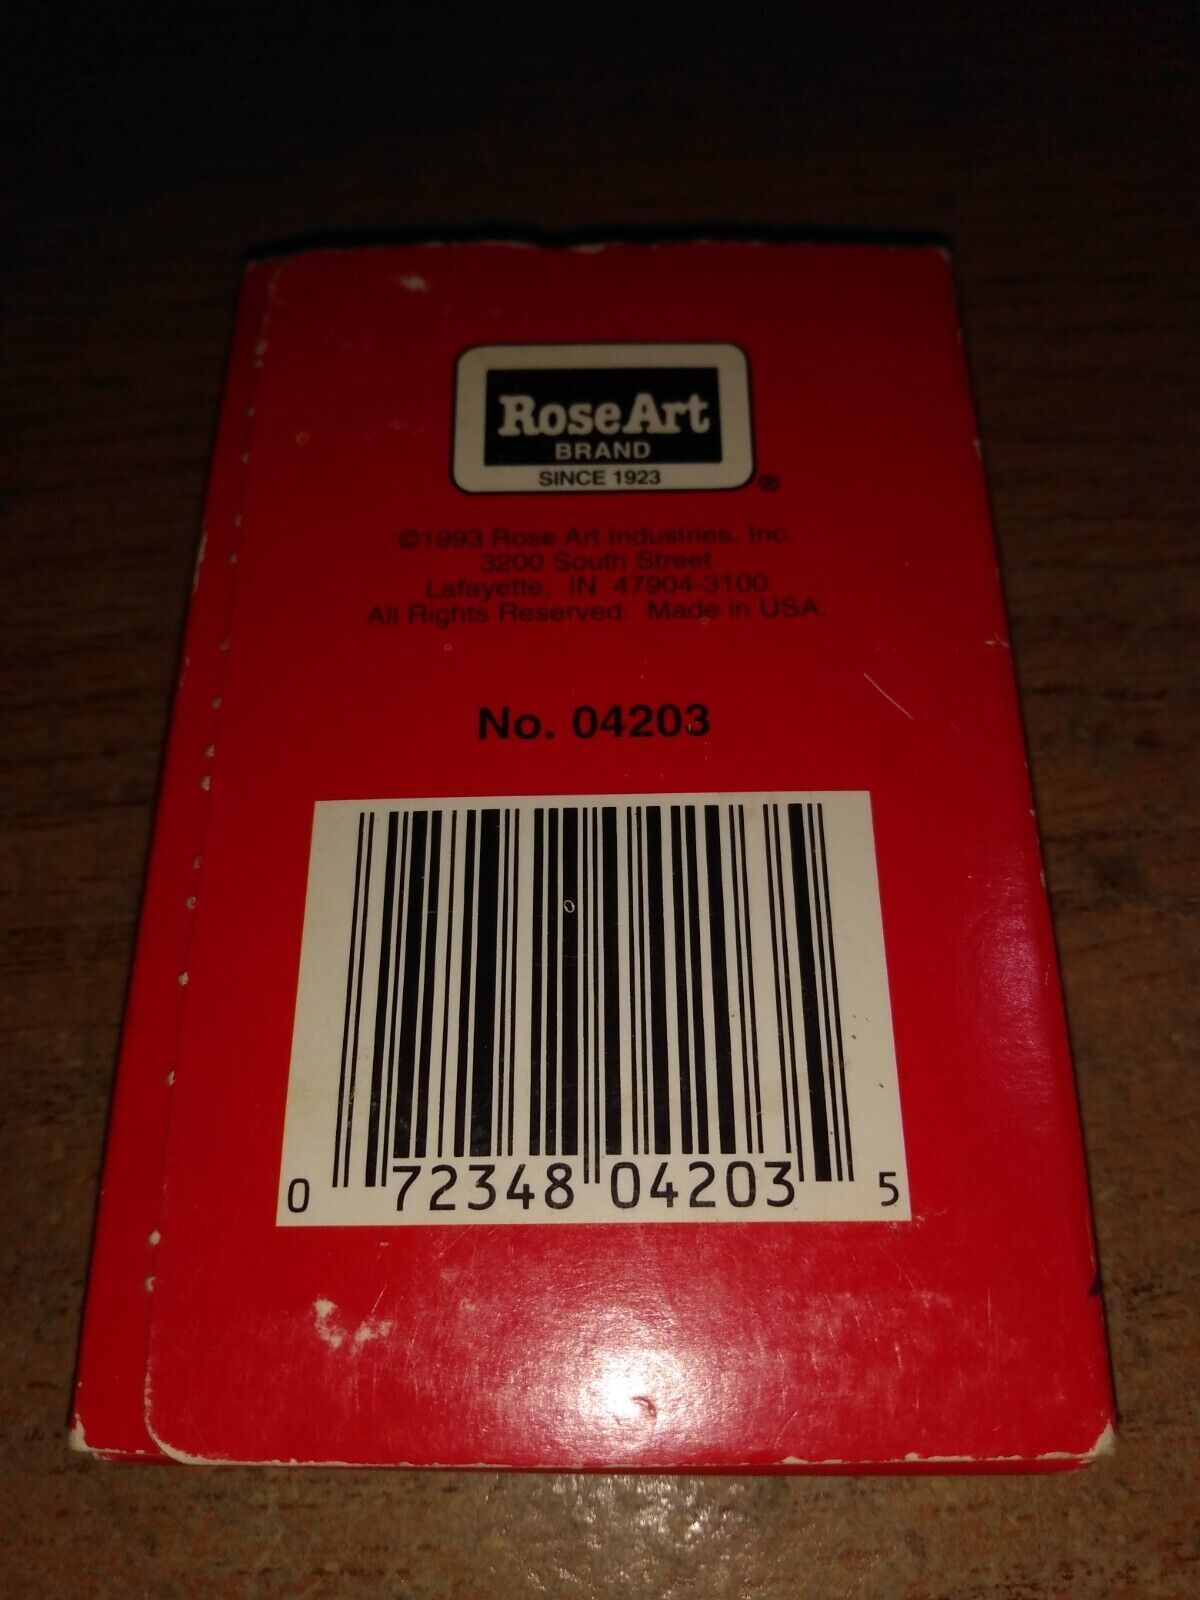 RoseArt
BRAND
SINCE 1923
®
©1993 Rose Art Industries, Inc.
3200 South Street
Lafayette, IN 47904-3100
All Rights Reserved. Made in USA.
No. 04203
0 72348 04203 5